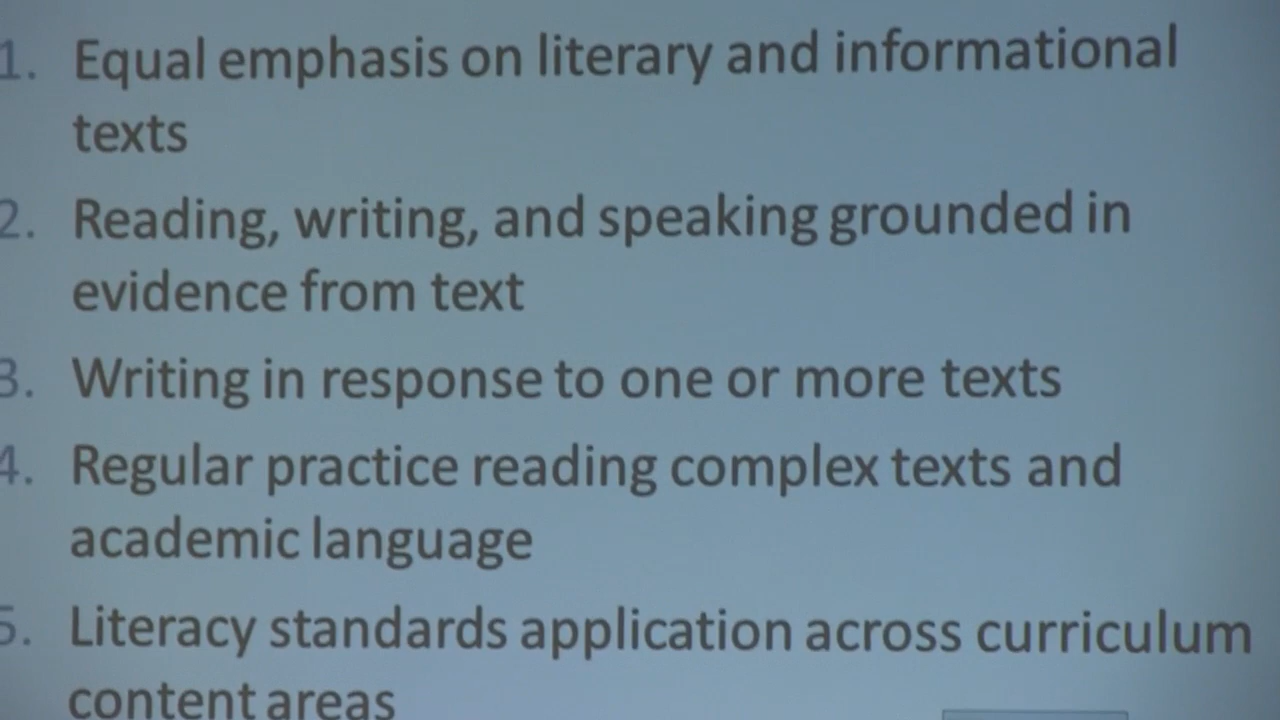 1. Equal emphasis on literary and informational
texts
2. Reading, writing, and speaking grounded in
evidence from text
3. Writing in response to one or more texts
4. Regular practice reading complex texts and
academic language
5. Literacy standards application across curriculum
content areas